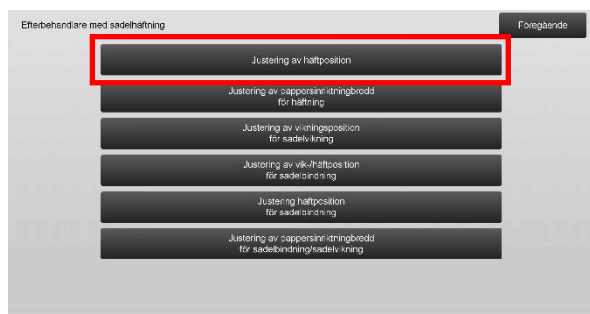 Efterbehandlare med sadelhäftning
Föregående
Justering av häftposition
Justering av pappersinriktningbredd
för häftning
Justering av vikningsposition
för sadelvikning
Justering av vik-/häftposition
för sadelbindning
Justering häftposition
för sadelbindning
Justering av pappersinriktningbredd
för sadelbindning/sadelvikning